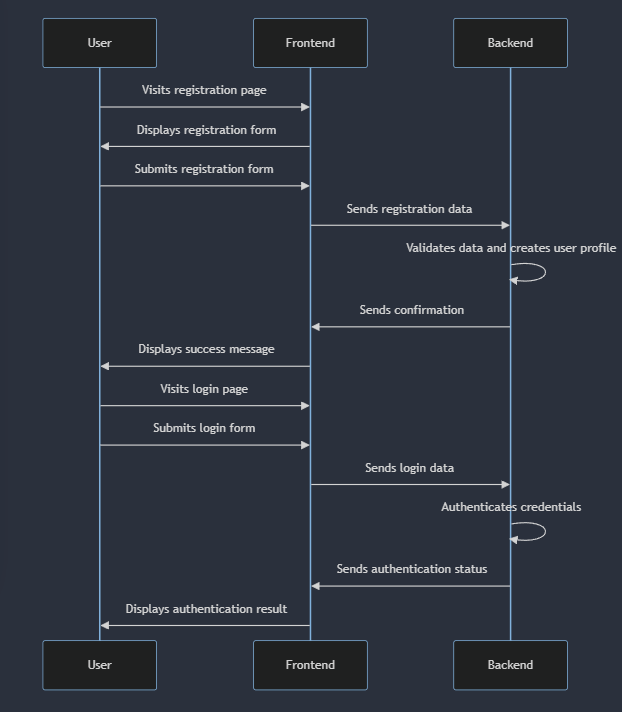 User
Frontend
Backend
Visits registration page
Displays registration form
Submits registration form
Sends registration data
Validates data and creates user profile
Sends confirmation
Displays success message
Visits login page
Submits login form
Sends login data
Authenticates credentials
Sends authentication status
Displays authentication result
User
Frontend
Backend